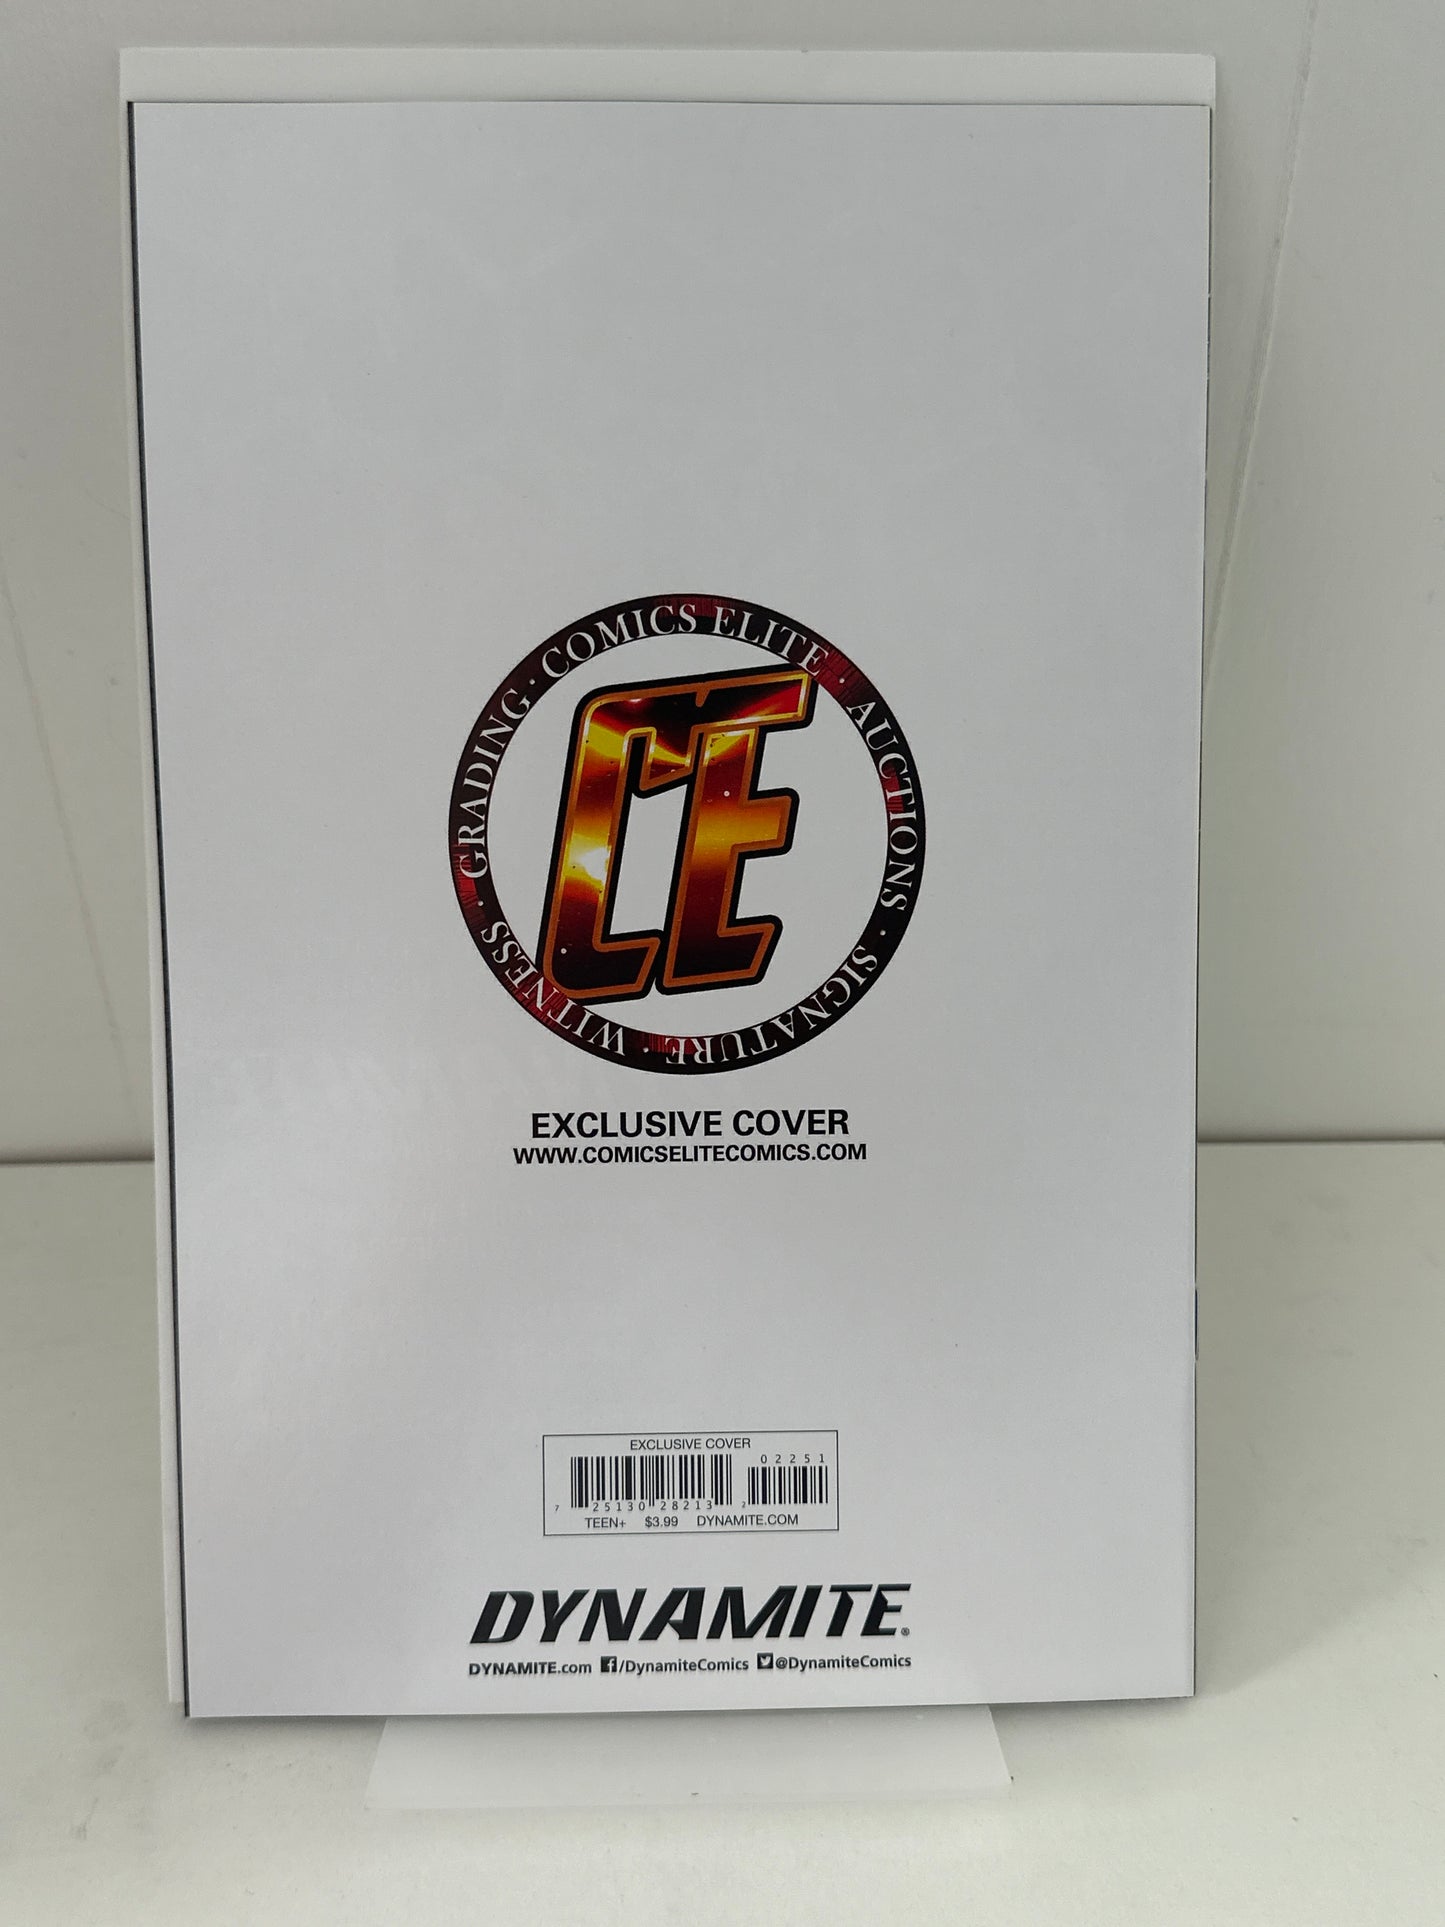 COMICS ELITE · AUCTIONS · SIGNATURE · WITNESS · GRADING ·
CE
EXCLUSIVE COVER
WWW.COMICSELITECOMICS.COM
EXCLUSIVE COVER
02251
7 25130 28213 2
TEEN+ $3.99 DYNAMITE.COM
DYNAMITE®
DYNAMITE.com f/DynamiteComics @DynamiteComics